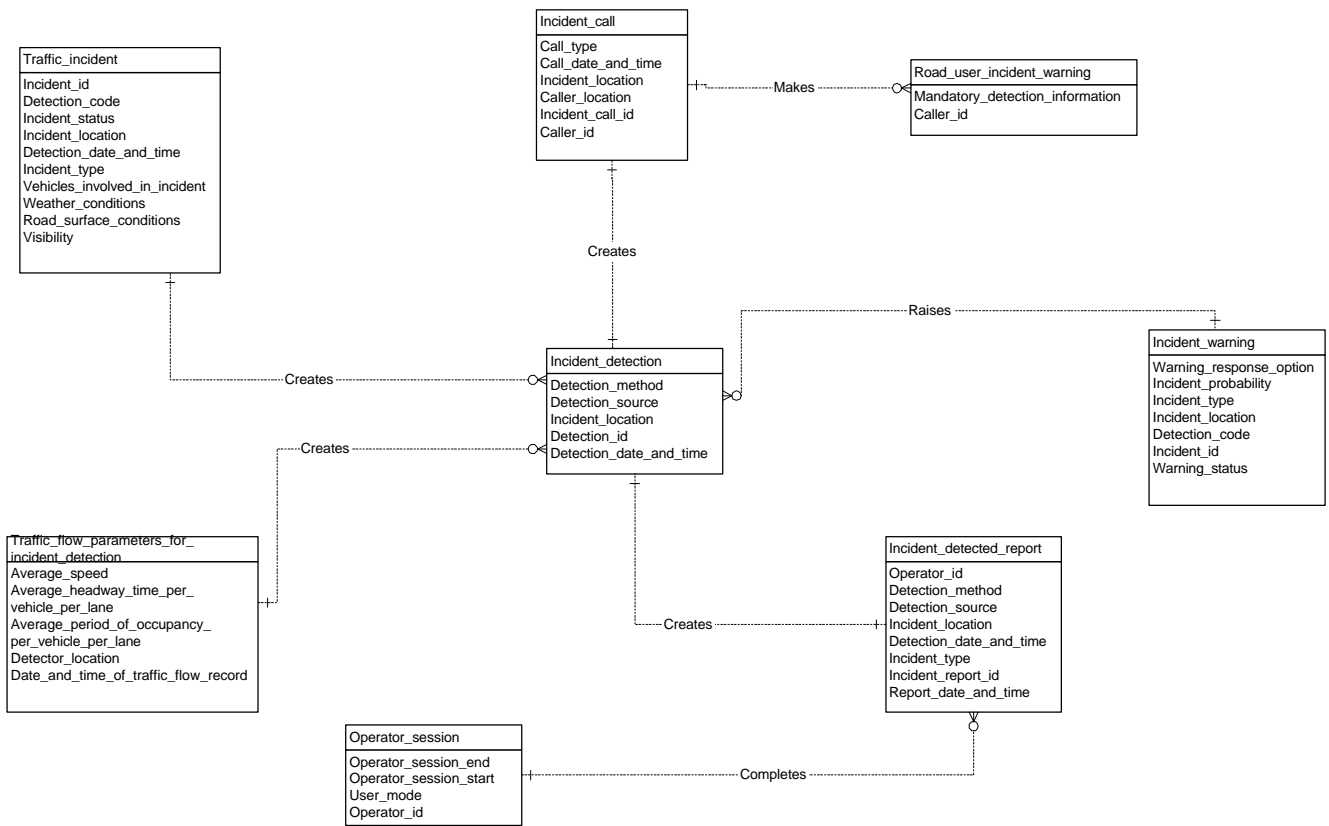 Incident_call
Call_type
Call_date_and_time
Incident_location
Caller_location
Incident_call_id
Caller_id
Traffic_incident
Incident_id
Detection_code
Incident_status
Incident_location
Detection_date_and_time
Incident_type
Vehicles_involved_in_incident
Weather_conditions
Road_surface_conditions
Visibility
Makes
Road_user_incident_warning
Mandatory_detection_information
Caller_id
Creates
Raises
Incident_warning
Warning_response_option
Incident_probability
Incident_type
Incident_location
Detection_code
Incident_id
Warning_status
Creates
Incident_detection
Detection_method
Detection_source
Incident_location
Detection_id
Detection_date_and_time
Creates
Traffic_flow_parameters_for_
incident_detection
Average_speed
Average_headway_time_per_
vehicle_per_lane
Average_period_of_occupancy_
per_vehicle_per_lane
Detector_location
Date_and_time_of_traffic_flow_record
Creates
Incident_detected_report
Operator_id
Detection_method
Detection_source
Incident_location
Detection_date_and_time
Incident_type
Incident_report_id
Report_date_and_time
Operator_session
Operator_session_end
Operator_session_start
User_mode
Operator_id
Completes